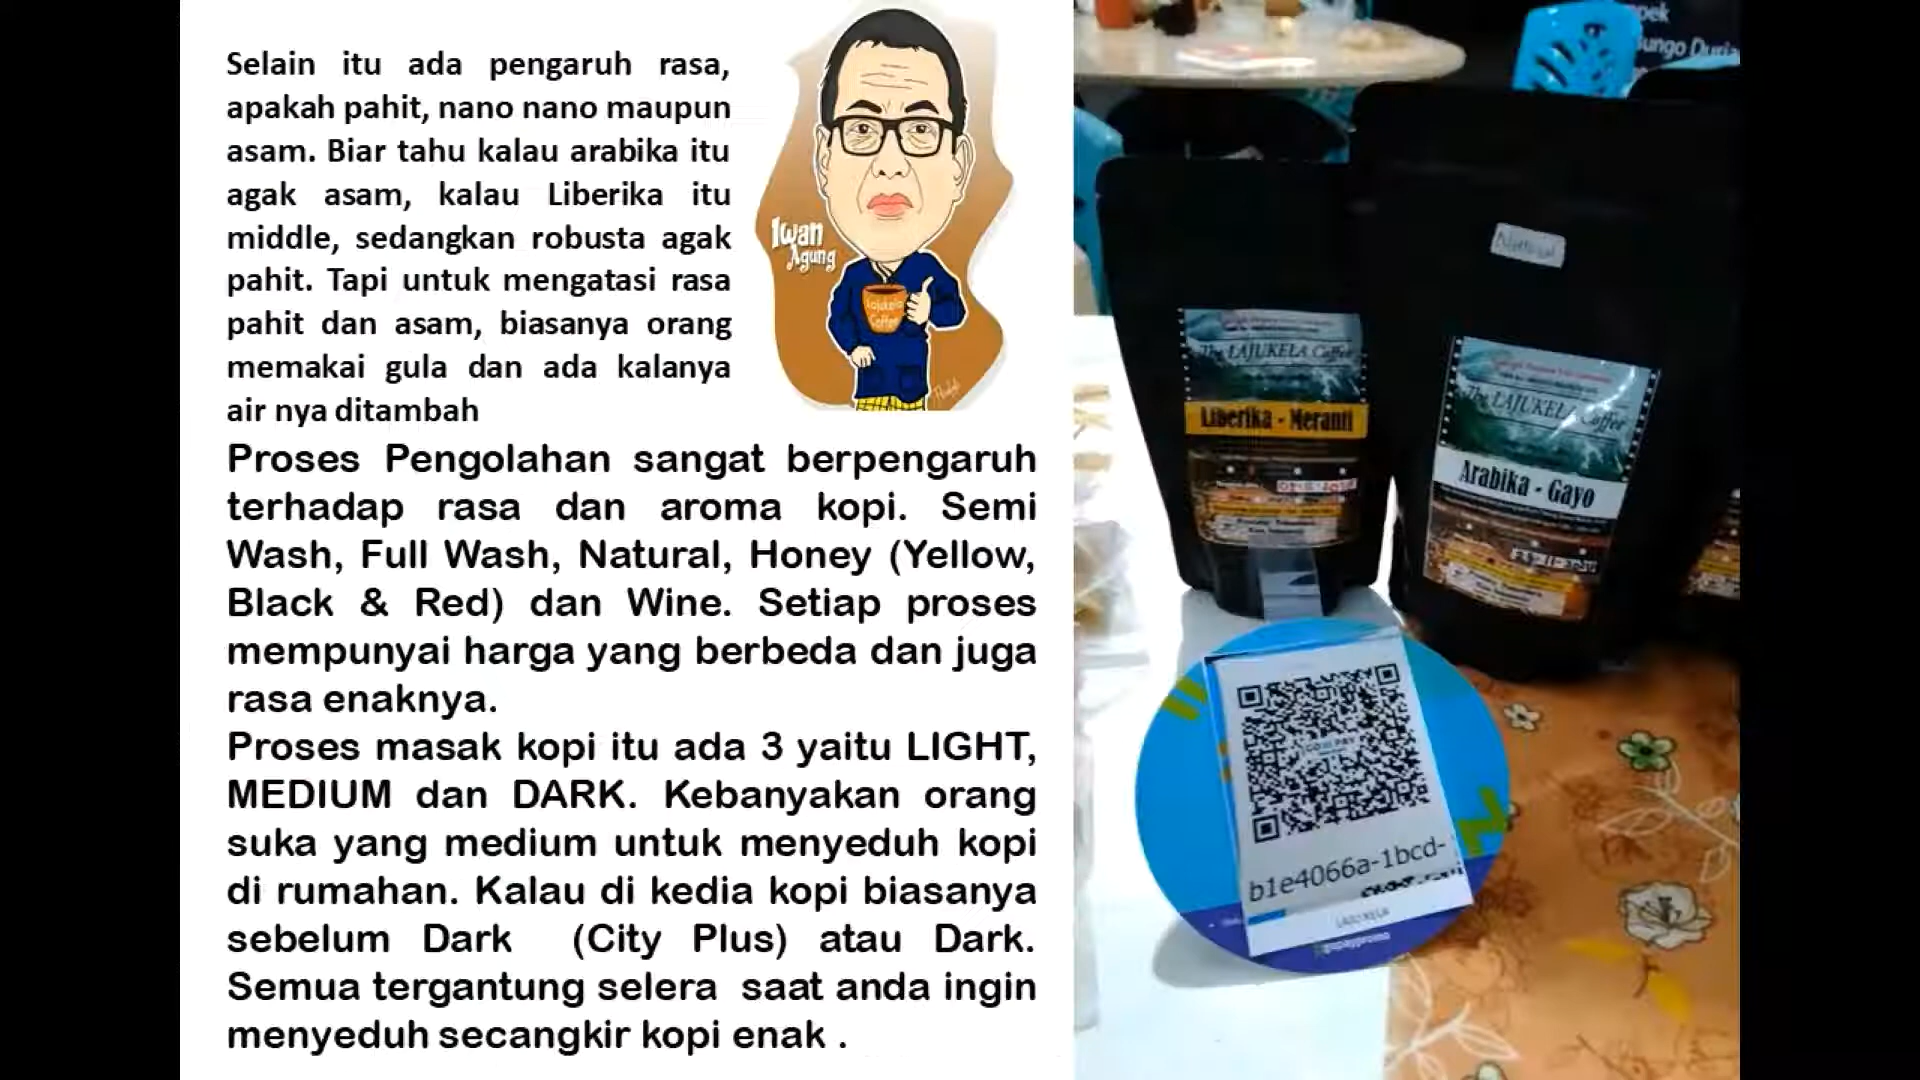 Selain itu ada pengaruh rasa,
apakah pahit, nano nano maupun
asam. Biar tahu kalau arabika itu
agak asam, kalau Liberika itu
middle, sedangkan robusta agak
pahit. Tapi untuk mengatasi rasa
pahit dan asam, biasanya orang
memakai gula dan ada kalanya
air nya ditambah
Iwan
Agung
Lajukela
Coffee
Proses Pengolahan sangat berpengaruh
terhadap rasa dan aroma kopi. Semi
Wash, Full Wash, Natural, Honey (Yellow,
Black & Red) dan Wine. Setiap proses
mempunyai harga yang berbeda dan juga
rasa enaknya.
Proses masak kopi itu ada 3 yaitu LIGHT,
MEDIUM dan DARK. Kebanyakan orang
suka yang medium untuk menyeduh kopi
di rumahan. Kalau di kedia kopi biasanya
sebelum Dark (City Plus) atau Dark.
Semua tergantung selera saat anda ingin
menyeduh secangkir kopi enak .
pek
Natural
The LAJUKELA Coffee
Liberika - Meranti
The LAJUKELA Coffee
Arabika - Gayo
b1e4066a-1bcd-
LAJU KELA